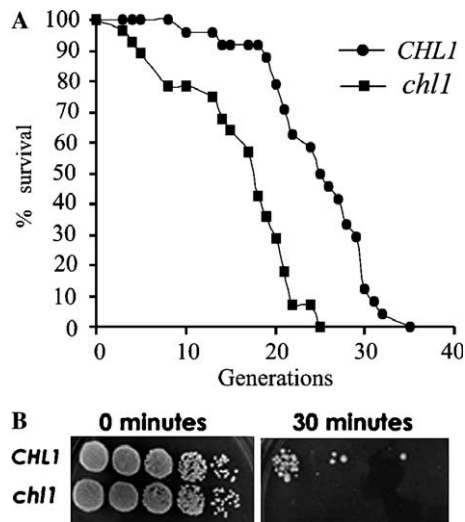 A
100
90
80
70
60
50
40
30
20
10
0
% survival
CHL1
chl1
0 10 20 30 40
Generations
B
0 minutes 30 minutes
CHL1
chl1